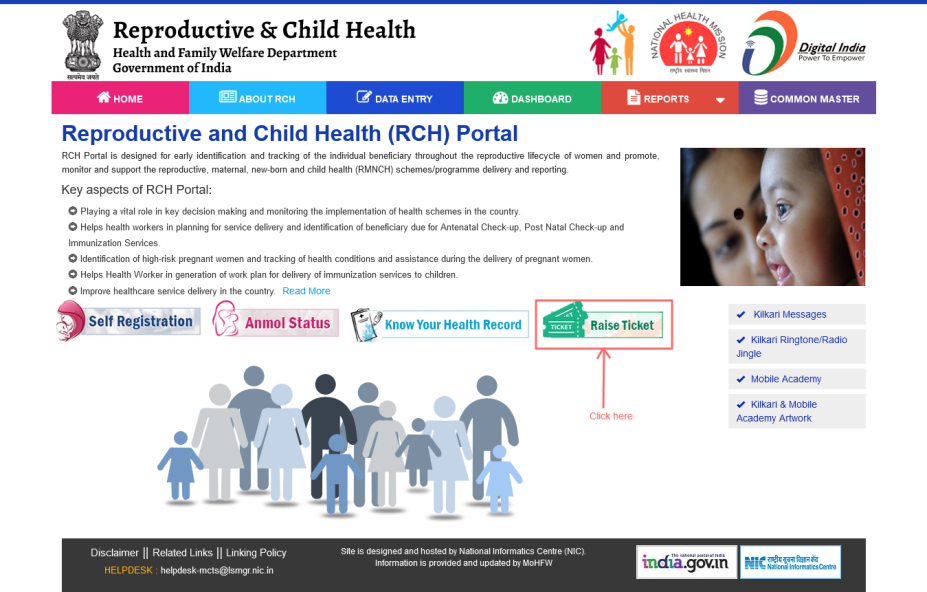 Reproductive & Child Health
Health and Family Welfare Department
Government of India
सत्यमेव जयते
NATIONAL HEALTH MISSION
राष्ट्रीय स्वास्थ्य मिशन
Digital India
Power To Empower
HOME
ABOUT RCH
DATA ENTRY
DASHBOARD
REPORTS
COMMON MASTER
Reproductive and Child Health (RCH) Portal
RCH Portal is designed for early identification and tracking of the individual beneficiary throughout the reproductive lifecycle of women and promote,
monitor and support the reproductive, maternal, new-born and child health (RMNCH) schemes/programme delivery and reporting.
Key aspects of RCH Portal:
Playing a vital role in key decision making and monitoring the implementation of health schemes in the country.
Helps health workers in planning for service delivery and identification of beneficiary due for Antenatal Check-up, Post Natal Check-up and
Immunization Services.
Identification of high-risk pregnant women and tracking of health conditions and assistance during the delivery of pregnant women.
Helps Health Worker in generation of work plan for delivery of immunization services to children.
Improve healthcare service delivery in the country. Read More
Self Registration
Anmol Status
Know Your Health Record
TICKET
Raise Ticket
Click here
Kilkari Messages
Kilkari Ringtone/Radio
Jingle
Mobile Academy
Kilkari & Mobile
Academy Artwork
Disclaimer || Related Links || Linking Policy
HELPDESK : helpdesk-mcts@lsmgr.nic.in
Site is designed and hosted by National Informatics Centre (NIC).
Information is provided and updated by MoHFW
The national portal of India
india.gov.in
NIC राष्ट्रीय सूचना विज्ञान केंद्र
National Informatics Centre